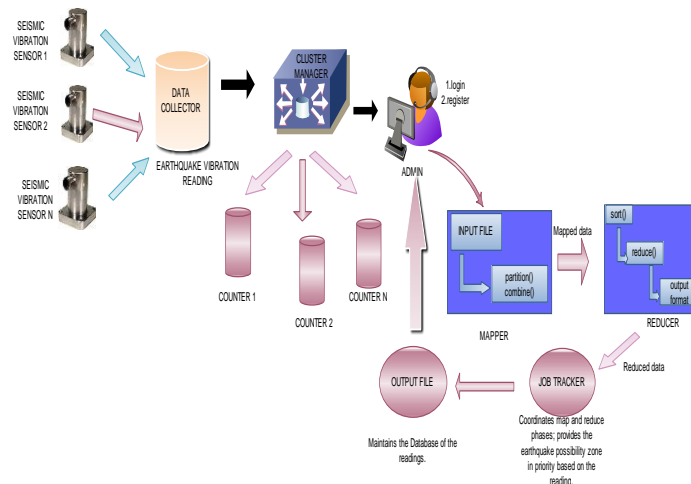 SEISMIC
VIBRATION
SENSOR 1
SEISMIC
VIBRATION
SENSOR 2
SEISMIC
VIBRATION
SENSOR N
DATA
COLLECTOR
EARTHQUAKE VIBRATION
READING
CLUSTER
MANAGER
1.login
2.register
ADMIN
COUNTER 1
COUNTER 2
COUNTER N
INPUT FILE
partition()
combine()
MAPPER
Mapped data
sort()
reduce()
output
format
REDUCER
Reduced data
JOB TRACKER
Coordinates map and reduce
phases; provides the
earthquake possibility zone
in priority based on the
reading.
OUTPUT FILE
Maintains the Database of the
readings.